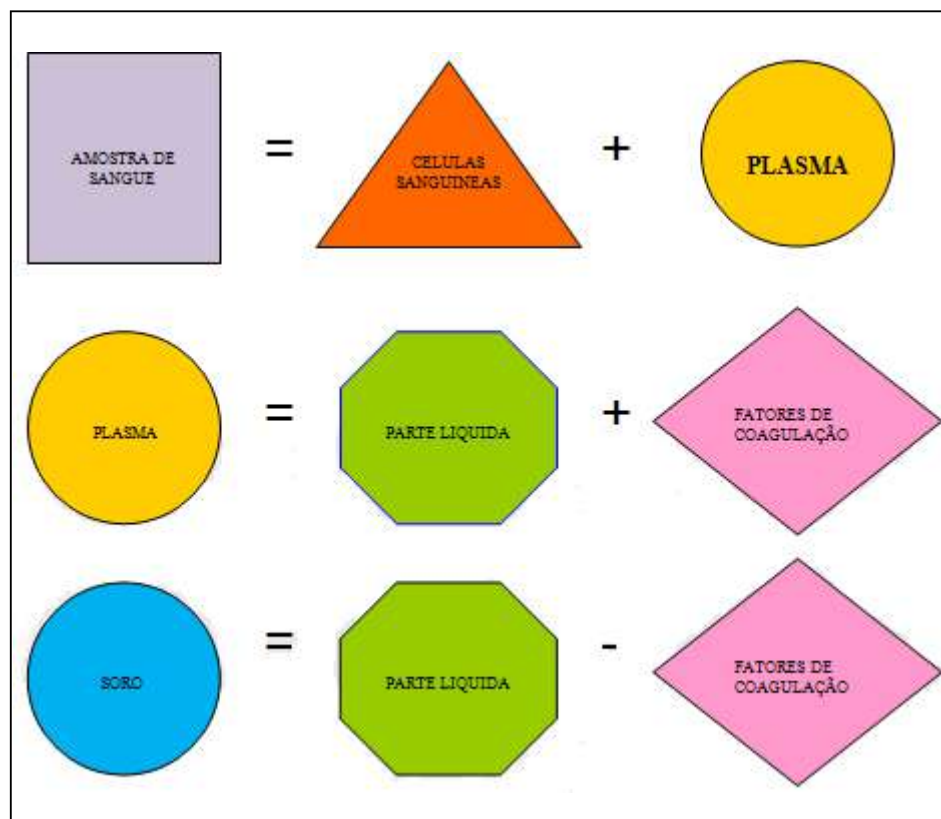 AMOSTRA DE
SANGUE
=
CELULAS
SANGUINEAS
+
PLASMA
PLASMA
=
PARTE LIQUIDA
+
FATORES DE
COAGULAÇÃO
SORO
=
PARTE LIQUIDA
-
FATORES DE
COAGULAÇÃO